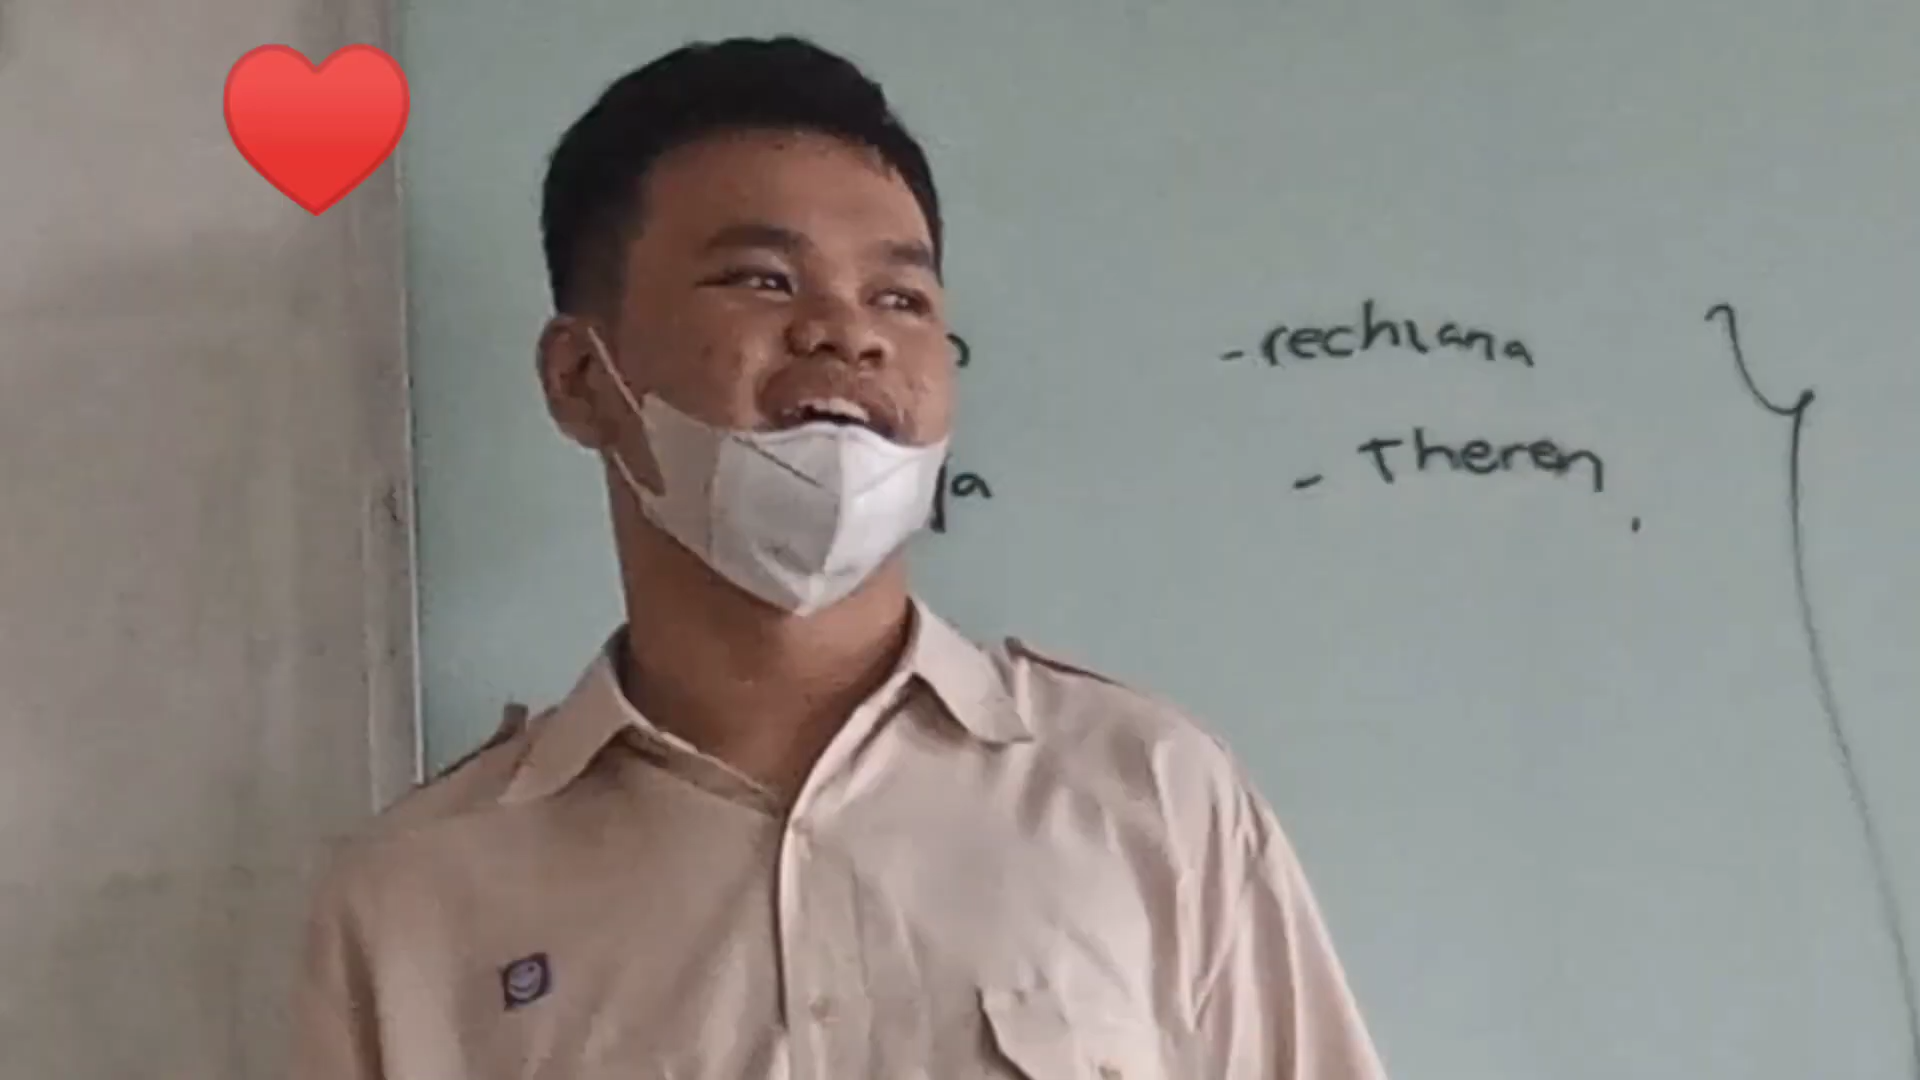 - rechiana
- Theren